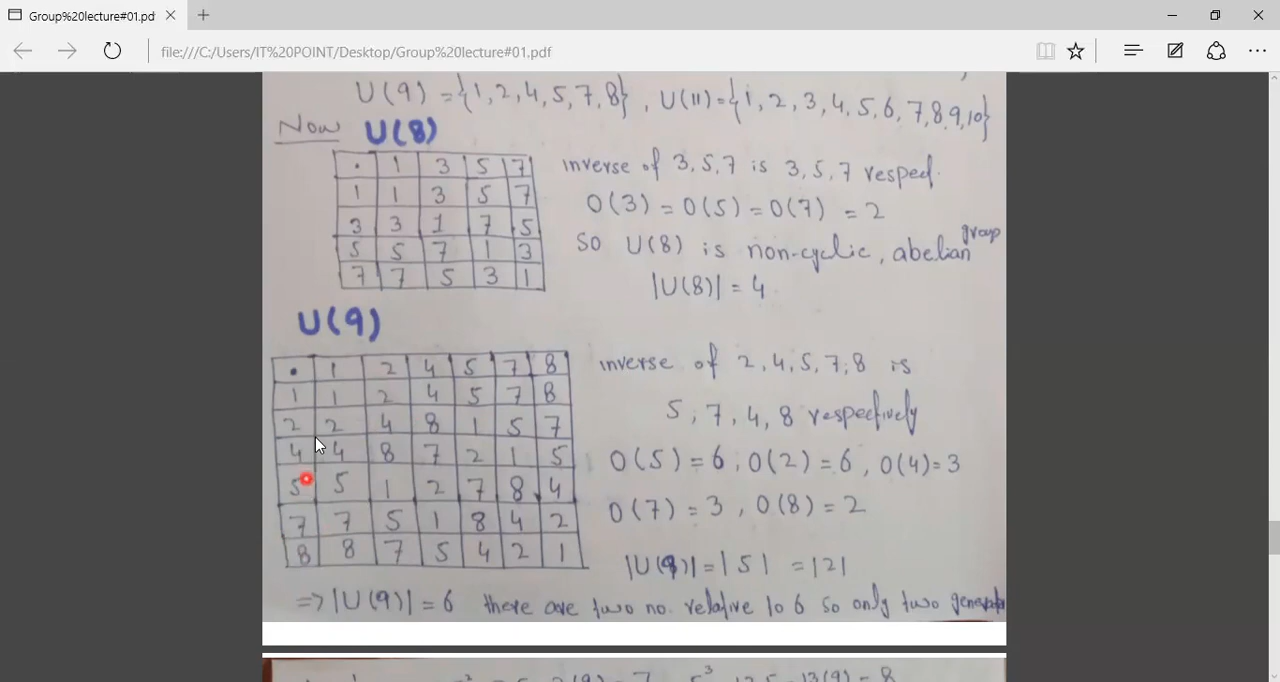 Group%20lecture#01.pd
file:///C:/Users/IT%20POINT/Desktop/Group%20lecture#01.pdf
U(9) = {1, 2, 4, 5, 7, 8} , U(11) = {1, 2, 3, 4, 5, 6, 7, 8, 9, 10}
Now U(8)
· 1 3 5 7
1 1 3 5 7
3 3 1 7 5
5 5 7 1 3
7 7 5 3 1
inverse of 3, 5, 7 is 3, 5, 7 respect.
O(3) = O(5) = O(7) = 2
So U(8) is non-cyclic, abelian group
|U(8)| = 4
U(9)
· 1 2 4 5 7 8
1 1 2 4 5 7 8
2 2 4 8 1 5 7
4 4 8 7 2 1 5
5 5 1 2 7 8 4
7 7 5 1 8 4 2
8 8 7 5 4 2 1
inverse of 2, 4, 5, 7, 8 is
5, 7, 4, 8 respectively
O(5) = 6, O(2) = 6, O(4) = 3
O(7) = 3, O(8) = 2
|U(9)| = |5| = |2|
=> |U(9)| = 6 there are two no. relative to 6 so only two generator